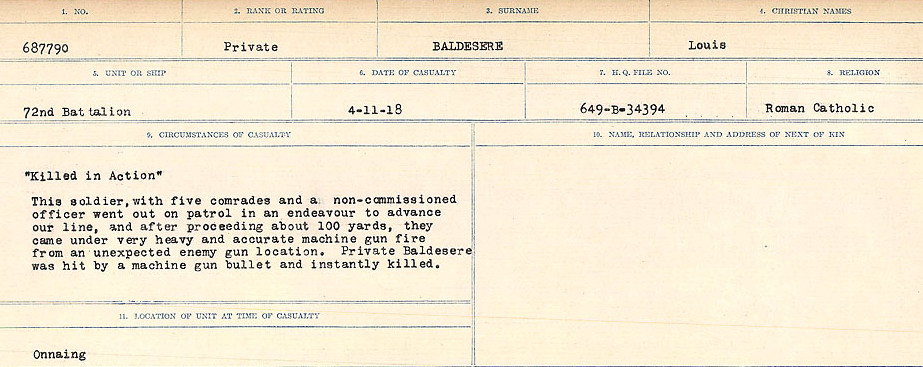 1. NO. 2. RANK OR RATING 3. SURNAME 4. CHRISTIAN NAMES
687790 Private BALDESERE Louis
5. UNIT OR SHIP 6. DATE OF CASUALTY 7. H. Q. FILE NO. 8. RELIGION
72nd Battalion 4-11-18 649-B-34394 Roman Catholic
9. CIRCUMSTANCES OF CASUALTY 10. NAME, RELATIONSHIP AND ADDRESS OF NEXT OF KIN
"Killed in Action"
This soldier, with five comrades and a non-commissioned
officer went out on patrol in an endeavour to advance
our line, and after proceeding about 100 yards, they
came under very heavy and accurate machine gun fire
from an unexpected enemy gun location. Private Baldesere
was hit by a machine gun bullet and instantly killed.
11. LOCATION OF UNIT AT TIME OF CASUALTY
Onnaing